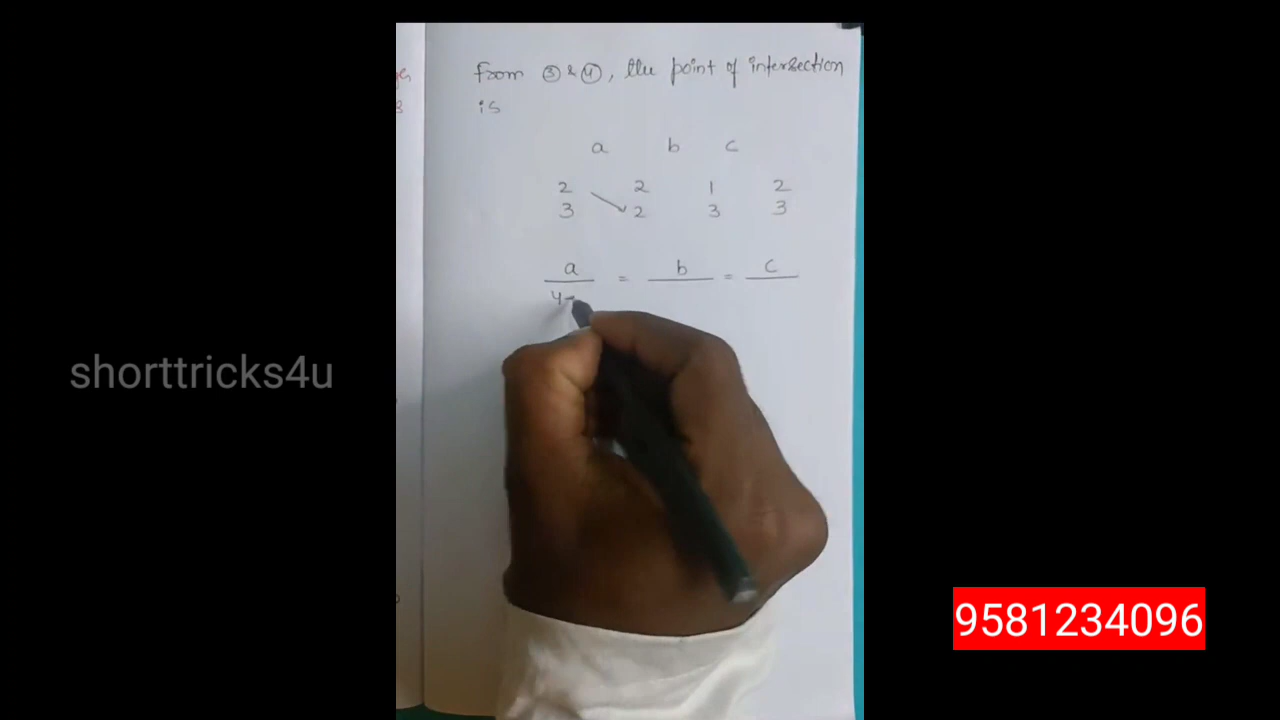 from ③ & ④, the point of intersection
is
a b c
2 2 1 2
3 2 3 3
a/ = b/ = c/
4-
shorttricks4u
9581234096